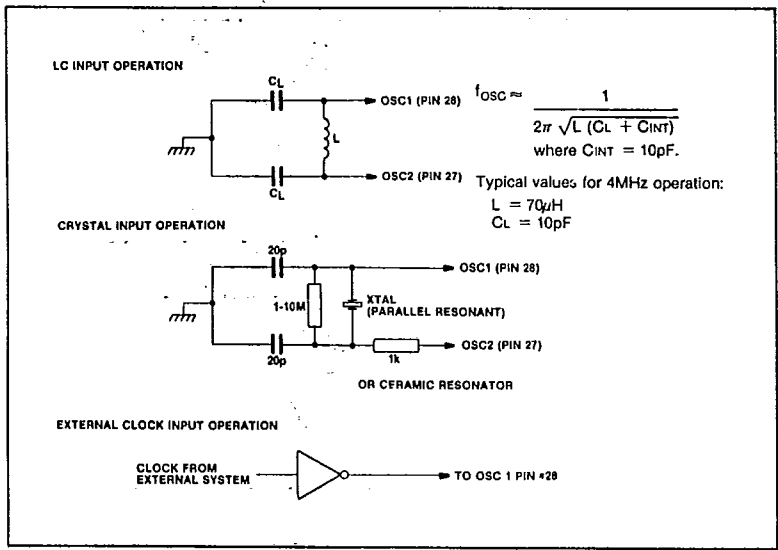 LC INPUT OPERATION
CL
OSC1 (PIN 28)
L
OSC2 (PIN 27)
CL
fOSC ≈ 1
2π √L (CL + CINT)
where CINT = 10pF.
Typical values for 4MHz operation:
L = 70μH
CL = 10pF
CRYSTAL INPUT OPERATION
20p
OSC1 (PIN 28)
1-10M
XTAL
(PARALLEL RESONANT)
OSC2 (PIN 27)
20p
1k
OR CERAMIC RESONATOR
EXTERNAL CLOCK INPUT OPERATION
CLOCK FROM
EXTERNAL SYSTEM
TO OSC 1 PIN #28